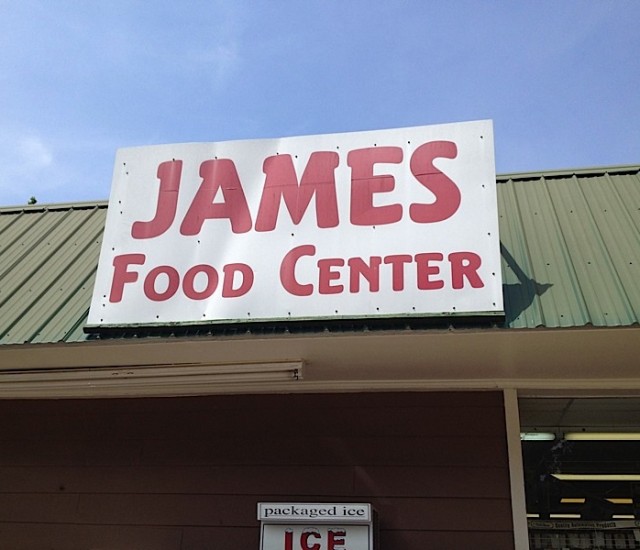 JAMES
FOOD CENTER
packaged ice
ICE